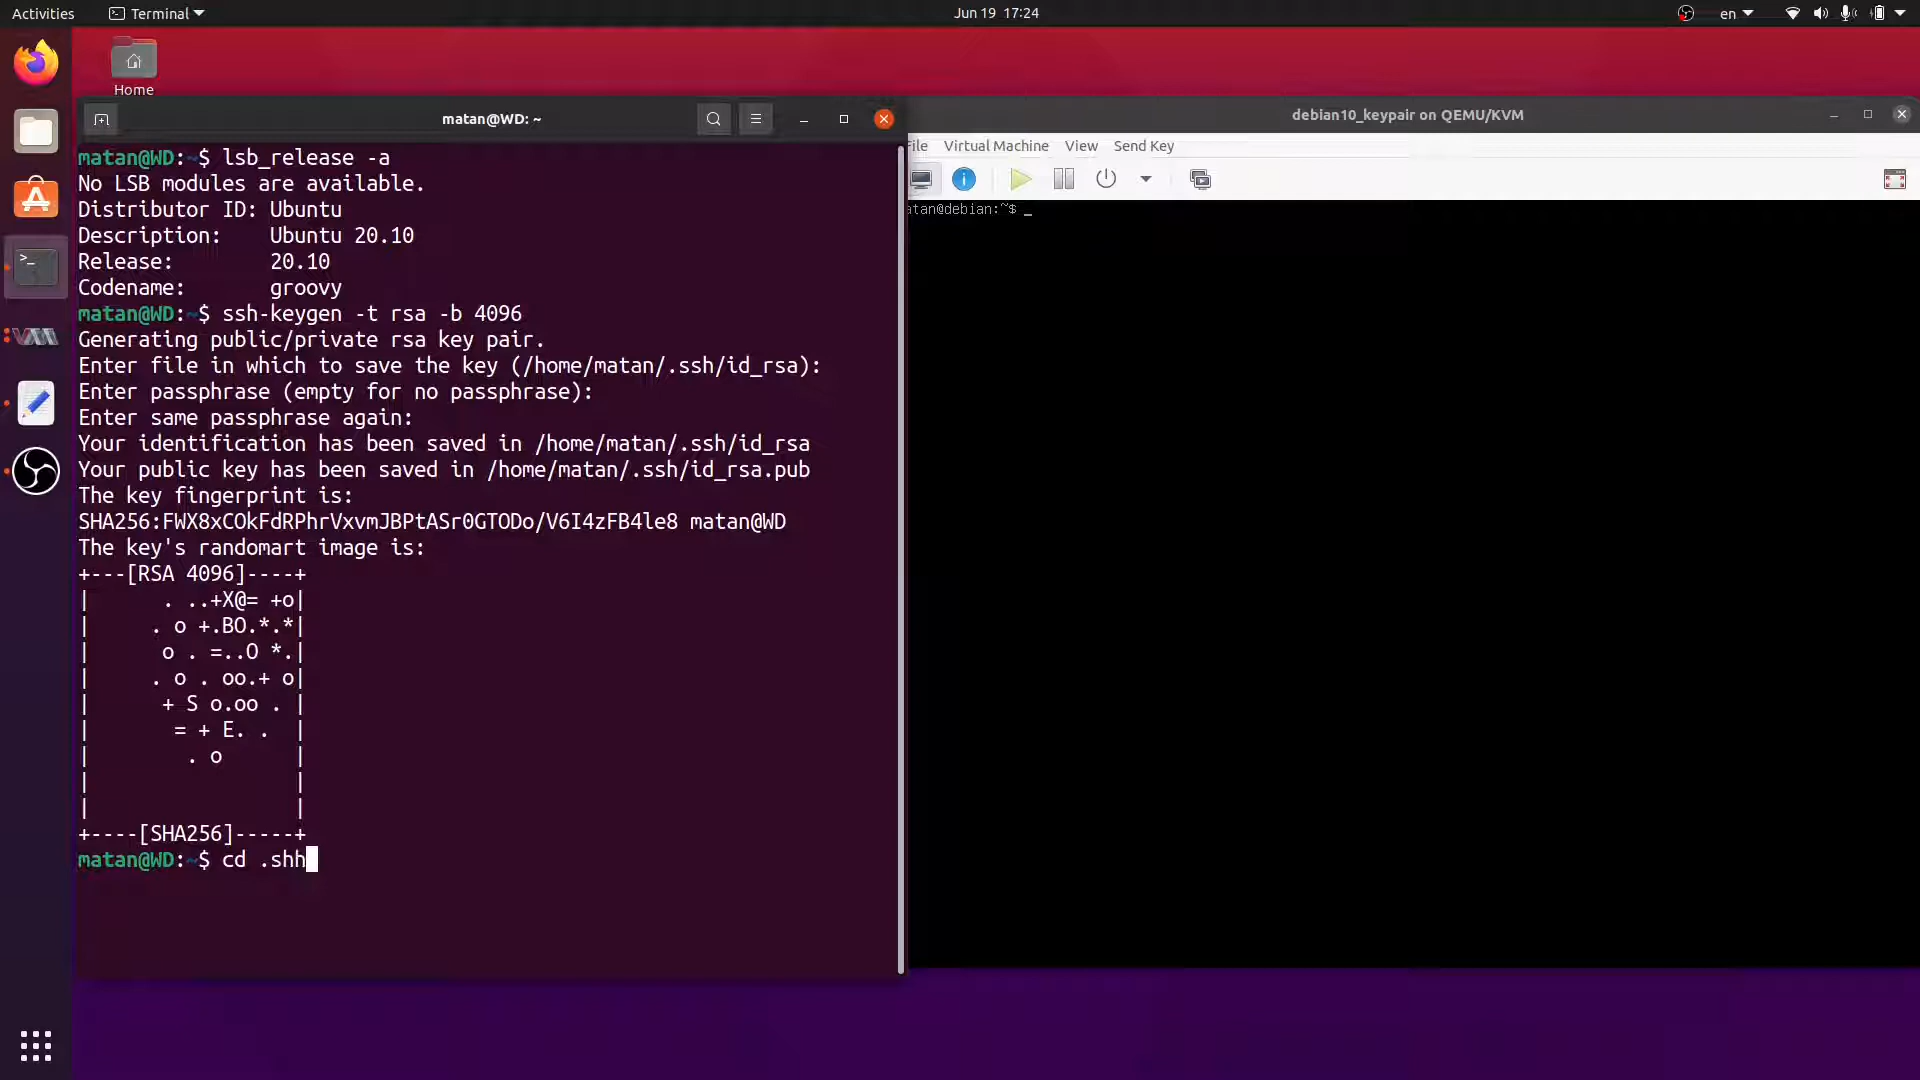 Activities
Terminal
Jun 19 17:24
en
Home
matan@WD: ~
matan@WD:~$ lsb_release -a
No LSB modules are available.
Distributor ID: Ubuntu
Description:    Ubuntu 20.10
Release:        20.10
Codename:       groovy
matan@WD:~$ ssh-keygen -t rsa -b 4096
Generating public/private rsa key pair.
Enter file in which to save the key (/home/matan/.ssh/id_rsa):
Enter passphrase (empty for no passphrase):
Enter same passphrase again:
Your identification has been saved in /home/matan/.ssh/id_rsa
Your public key has been saved in /home/matan/.ssh/id_rsa.pub
The key fingerprint is:
SHA256:FWX8xCOkFdRPhrVxvmJBPtASr0GTODo/V6I4zFB4le8 matan@WD
The key's randomart image is:
+---[RSA 4096]----+
|      . ..+X@= +o|
|     . o +.BO.*.*|
|      o . =..O *.|
|     . o . oo.+ o|
|      + S o.oo . |
|       = + E. .  |
|        . o      |
|                 |
|                 |
+----[SHA256]-----+
matan@WD:~$ cd .shh
debian10_keypair on QEMU/KVM
File Virtual Machine View Send Key
atan@debian:~$ _